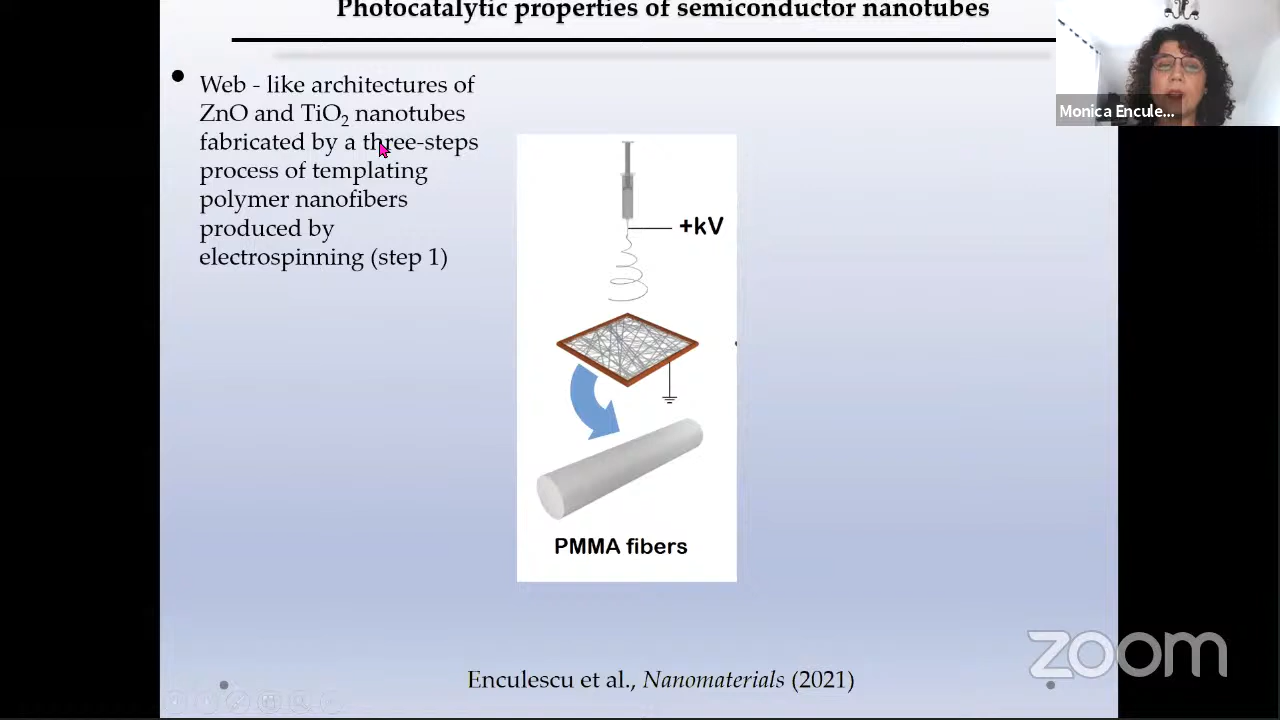 Photocatalytic properties of semiconductor nanotubes
Monica Encule...
Web - like architectures of
ZnO and TiO2 nanotubes
fabricated by a three-steps
process of templating
polymer nanofibers
produced by
electrospinning (step 1)
+kV
PMMA fibers
Enculescu et al., Nanomaterials (2021)
zoom